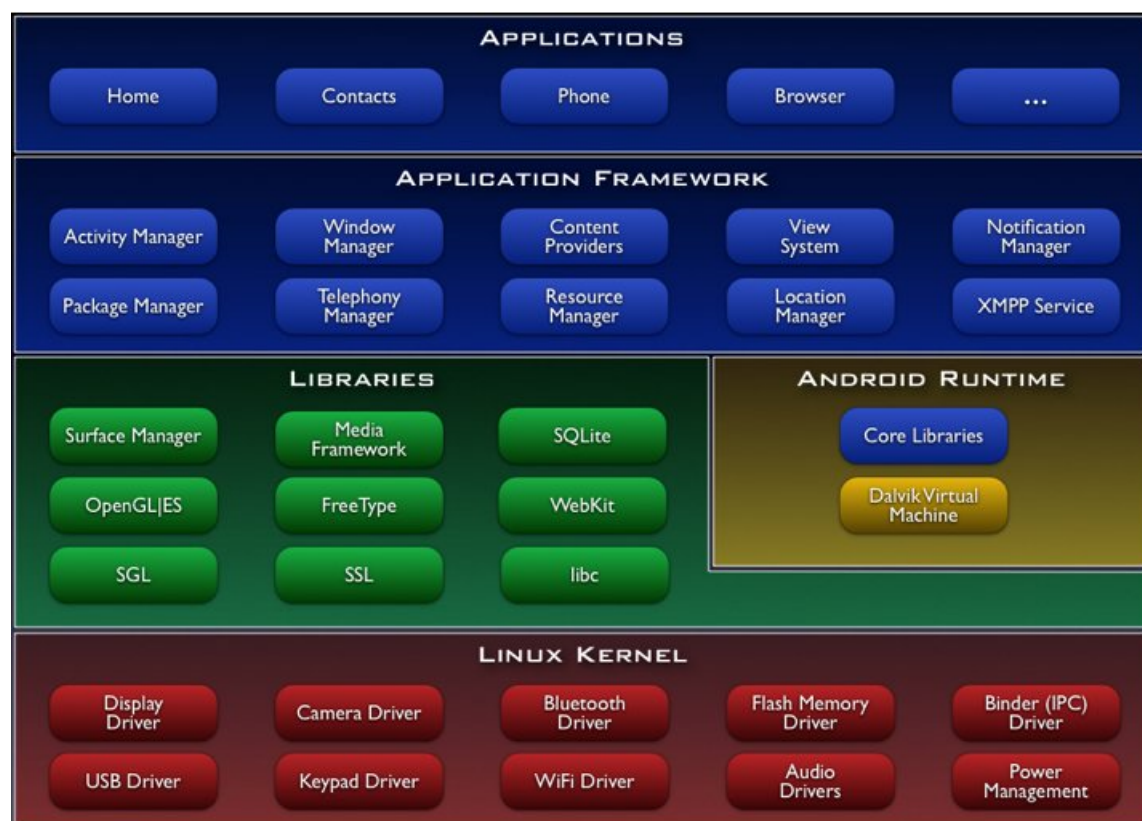 APPLICATIONS
Home
Contacts
Phone
Browser
...
APPLICATION FRAMEWORK
Activity Manager
Window
Manager
Content
Providers
View
System
Notification
Manager
Package Manager
Telephony
Manager
Resource
Manager
Location
Manager
XMPP Service
LIBRARIES
Surface Manager
Media
Framework
SQLite
OpenGL|ES
FreeType
WebKit
SGL
SSL
libc
ANDROID RUNTIME
Core Libraries
Dalvik Virtual
Machine
LINUX KERNEL
Display
Driver
Camera Driver
Bluetooth
Driver
Flash Memory
Driver
Binder (IPC)
Driver
USB Driver
Keypad Driver
WiFi Driver
Audio
Drivers
Power
Management